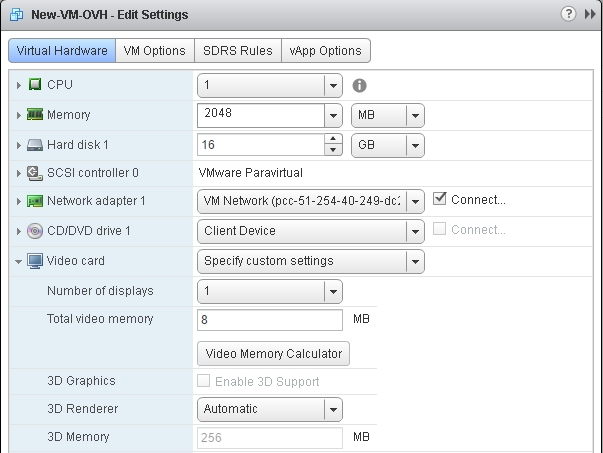 New-VM-OVH - Edit Settings
Virtual Hardware VM Options SDRS Rules vApp Options
CPU 1
Memory 2048 MB
Hard disk 1 16 GB
SCSI controller 0 VMware Paravirtual
Network adapter 1 VM Network (pcc-51-254-40-249-dc2 Connect...
CD/DVD drive 1 Client Device Connect...
Video card Specify custom settings
Number of displays 1
Total video memory 8 MB
Video Memory Calculator
3D Graphics Enable 3D Support
3D Renderer Automatic
3D Memory 256 MB